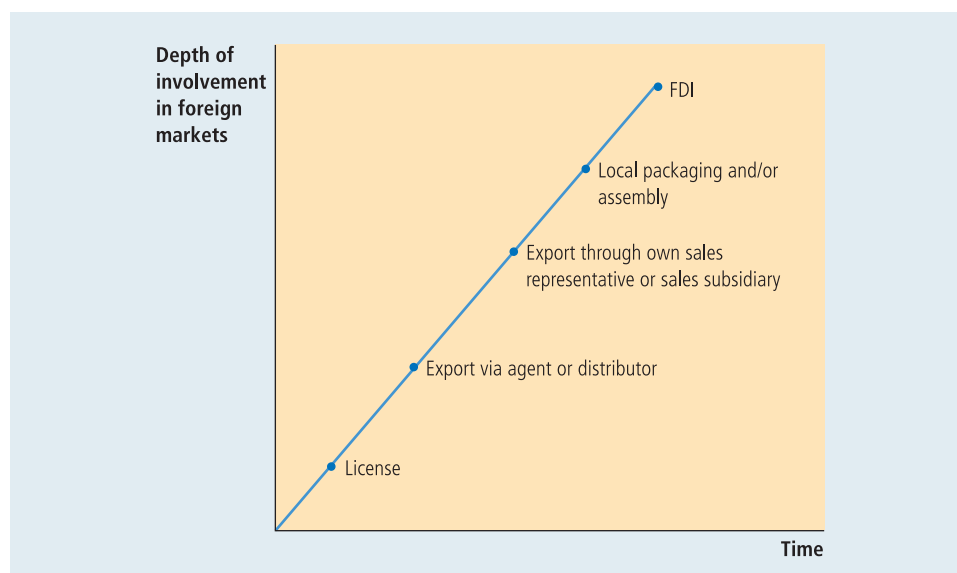 Depth of
involvement
in foreign
markets
FDI
Local packaging and/or
assembly
Export through own sales
representative or sales subsidiary
Export via agent or distributor
License
Time